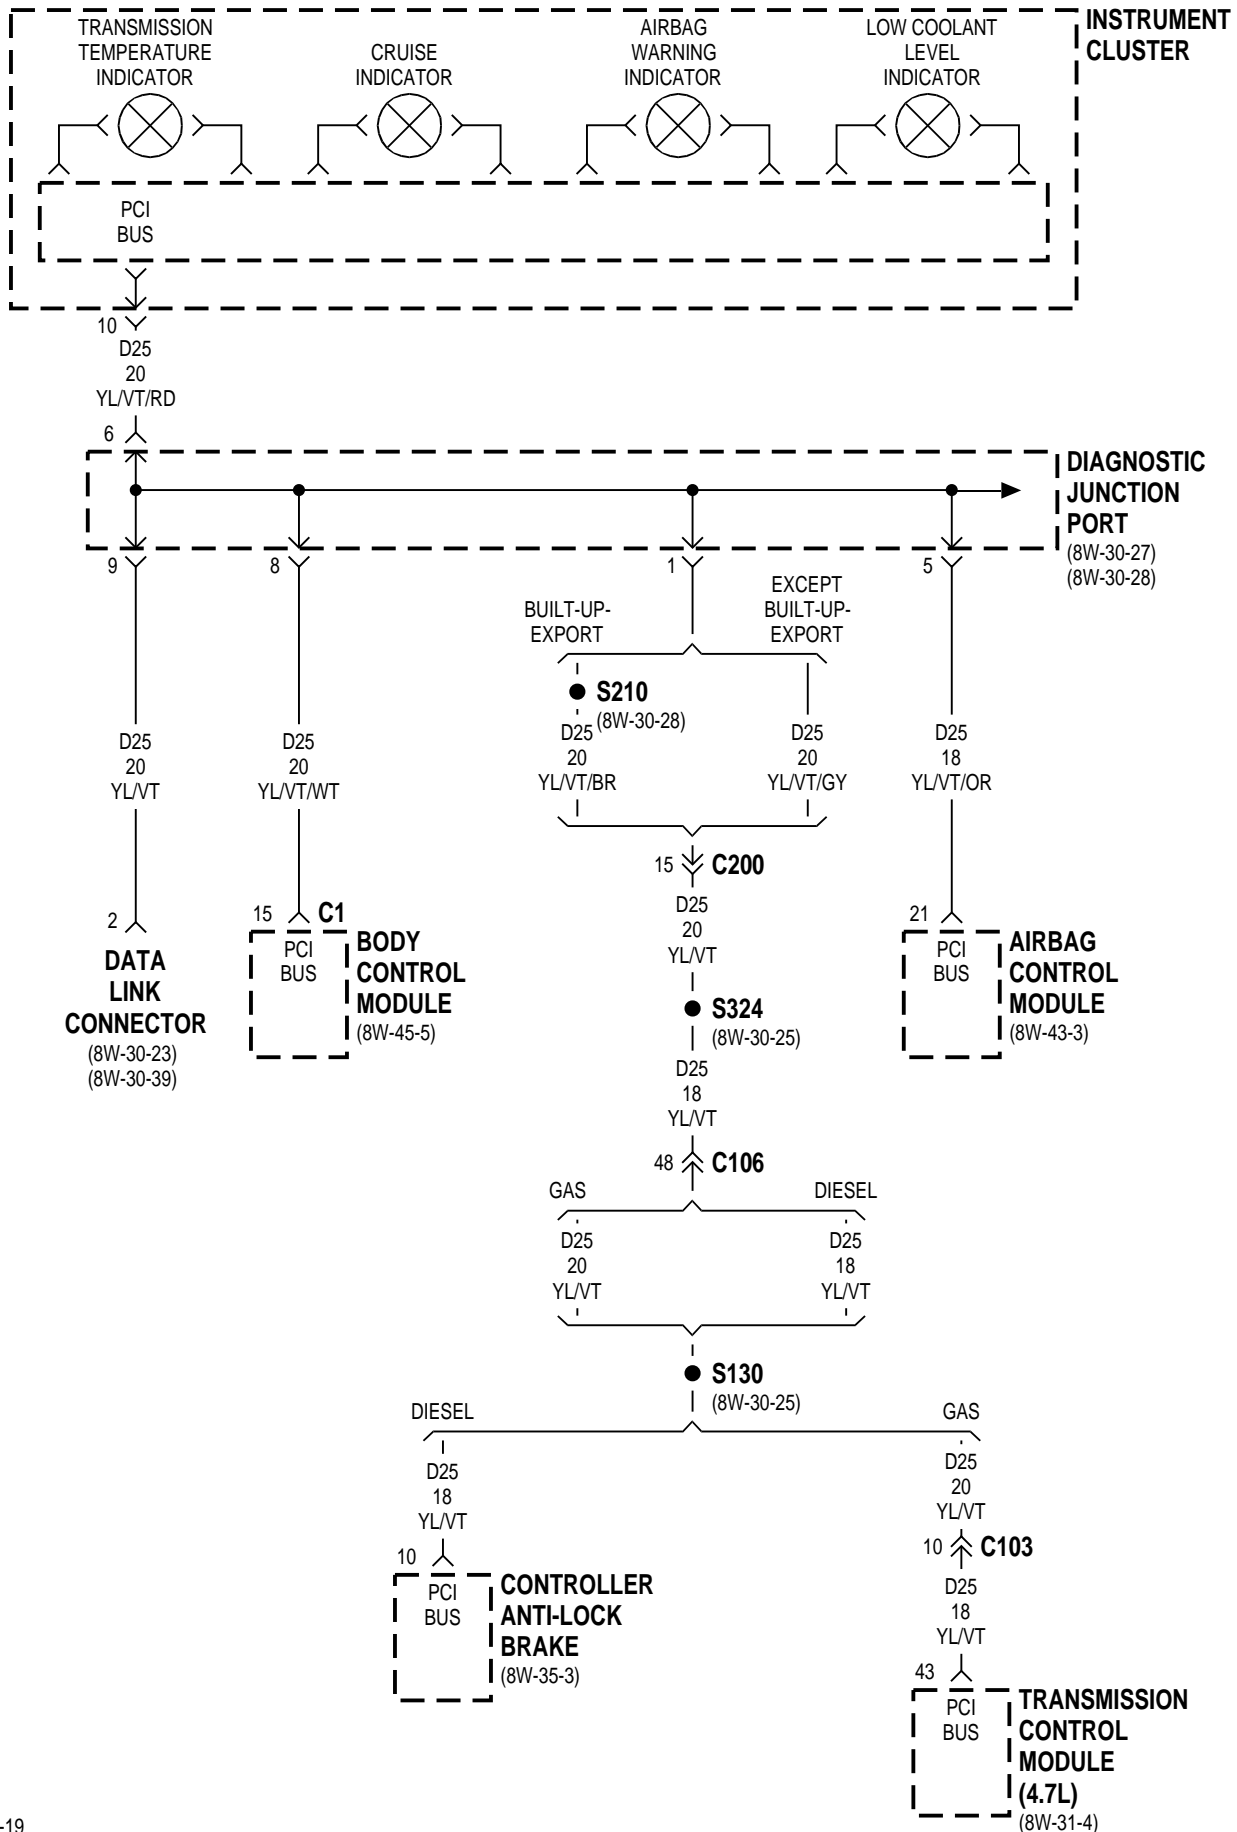 INSTRUMENT
CLUSTER
TRANSMISSION
TEMPERATURE
INDICATOR
CRUISE
INDICATOR
AIRBAG
WARNING
INDICATOR
LOW COOLANT
LEVEL
INDICATOR
PCI
BUS
10
D25
20
YL/VT/RD
6
DIAGNOSTIC
JUNCTION
PORT
(8W-30-27)
(8W-30-28)
9
8
1
5
BUILT-UP-
EXPORT
EXCEPT
BUILT-UP-
EXPORT
S210
(8W-30-28)
D25
20
YL/VT
D25
20
YL/VT/WT
D25
20
YL/VT/BR
D25
20
YL/VT/GY
D25
18
YL/VT/OR
15
C200
D25
20
YL/VT
2
DATA
LINK
CONNECTOR
(8W-30-23)
(8W-30-39)
15
C1
PCI
BUS
BODY
CONTROL
MODULE
(8W-45-5)
21
PCI
BUS
AIRBAG
CONTROL
MODULE
(8W-43-3)
S324
(8W-30-25)
D25
18
YL/VT
48
C106
GAS
DIESEL
D25
20
YL/VT
D25
18
YL/VT
S130
(8W-30-25)
DIESEL
GAS
D25
18
YL/VT
10
PCI
BUS
CONTROLLER
ANTI-LOCK
BRAKE
(8W-35-3)
D25
20
YL/VT
10
C103
D25
18
YL/VT
43
PCI
BUS
TRANSMISSION
CONTROL
MODULE
(4.7L)
(8W-31-4)
-19